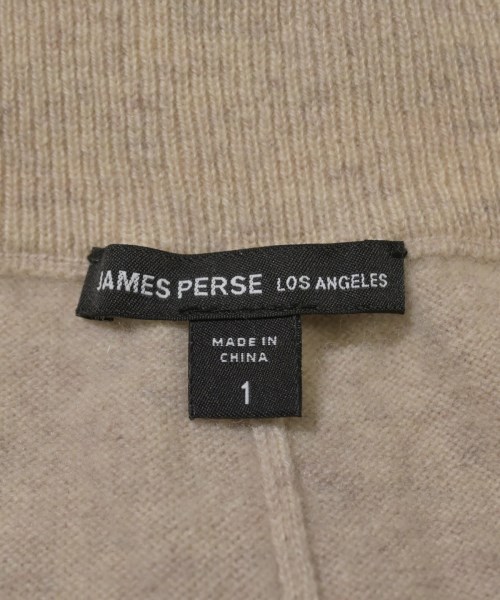 JAMES PERSE LOS ANGELES
MADE IN
CHINA
1